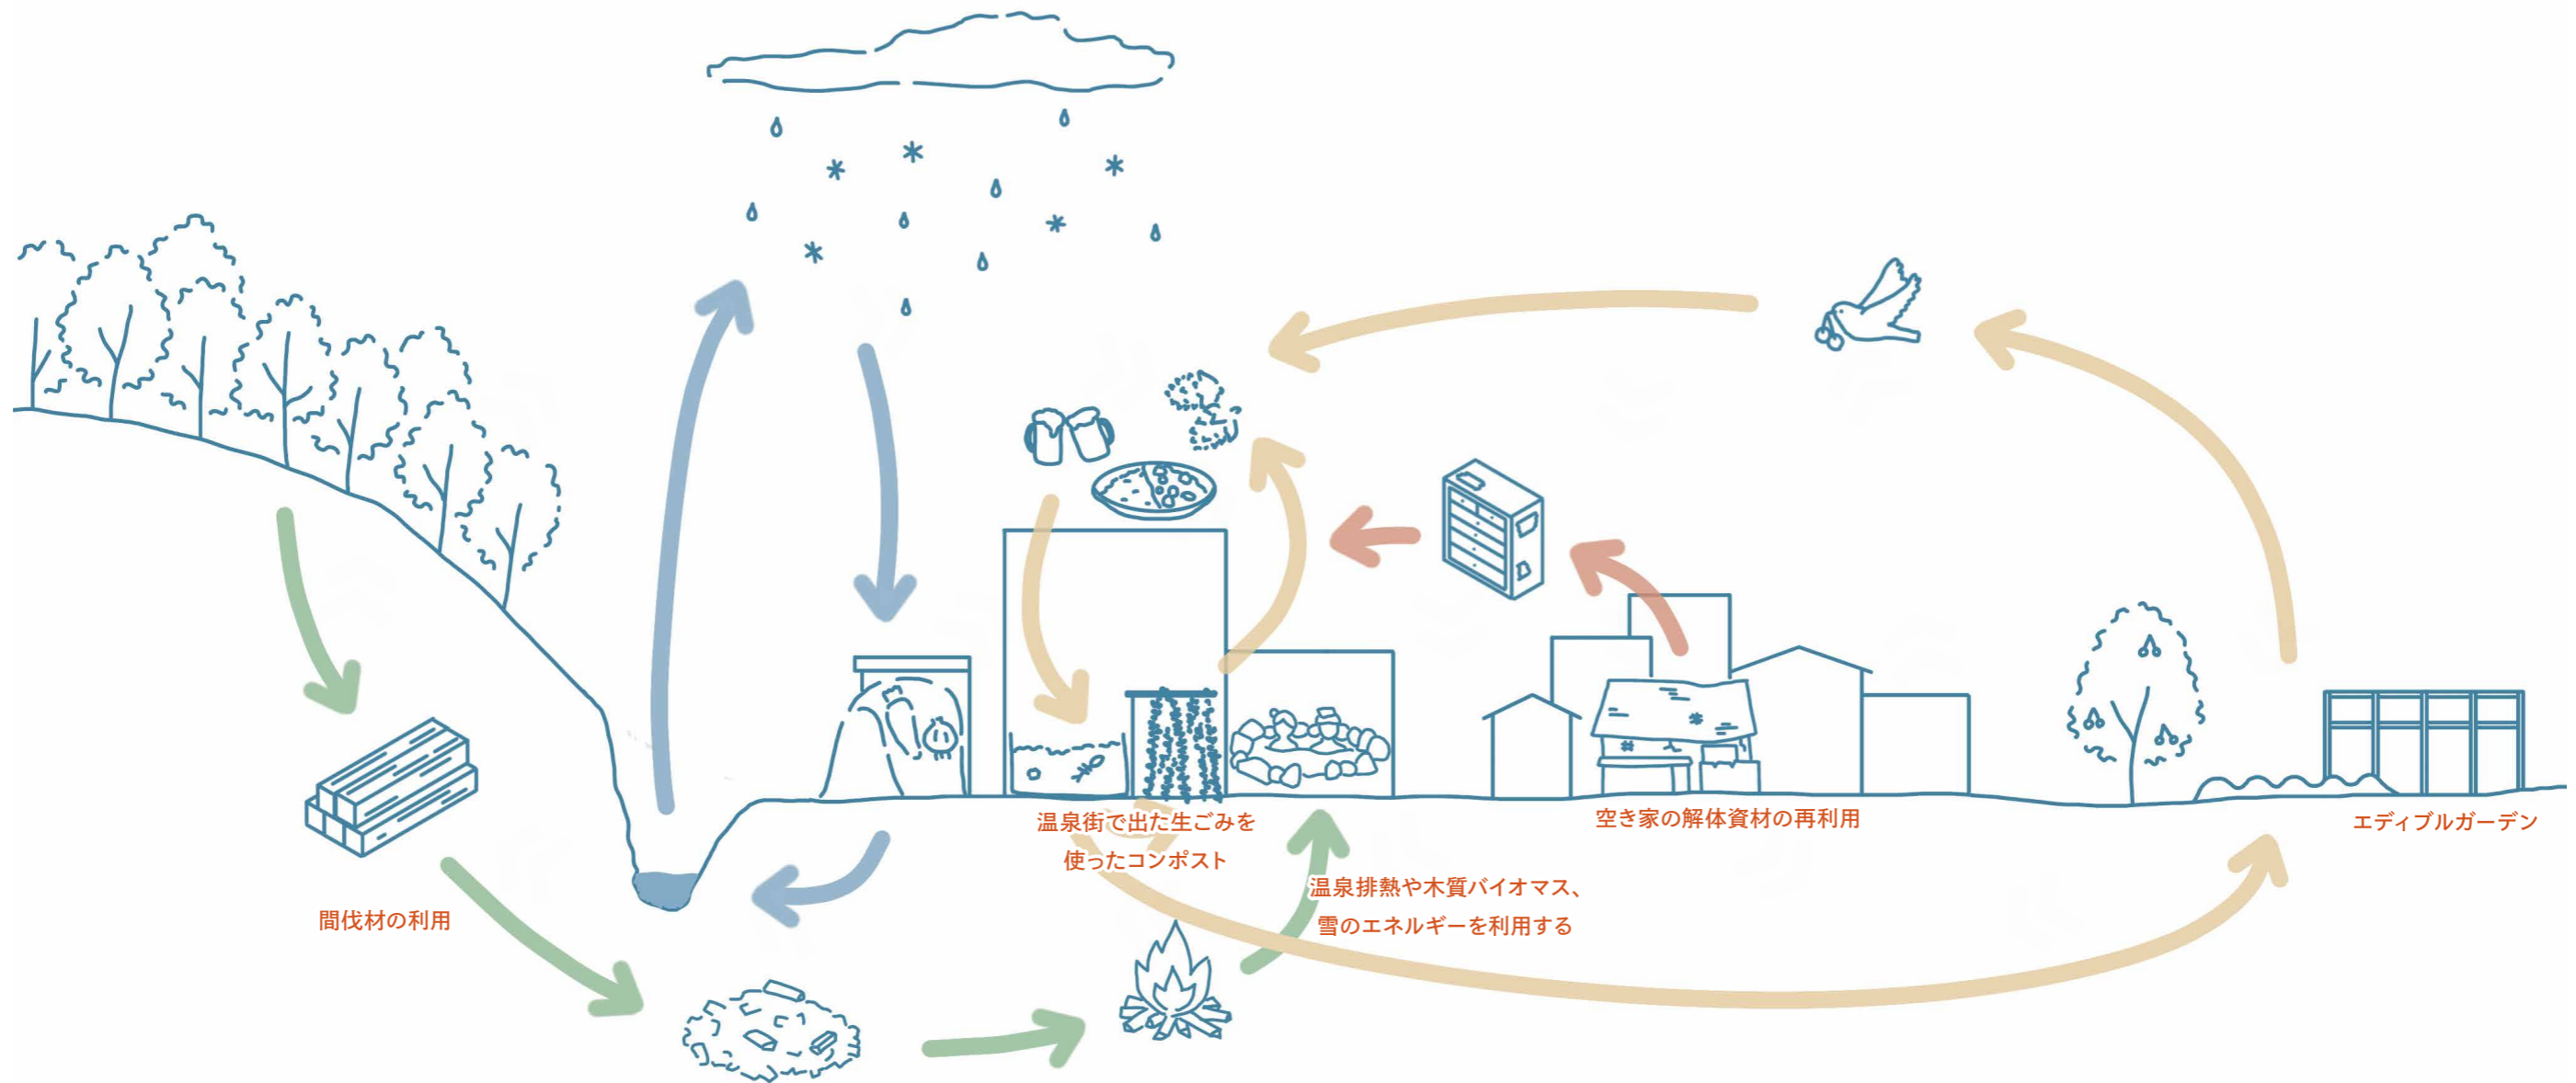 温泉街で出た生ごみを
使ったコンポスト
空き家の解体資材の再利用
エディブルガーデン
温泉排熱や木質バイオマス、
雪のエネルギーを利用する
間伐材の利用